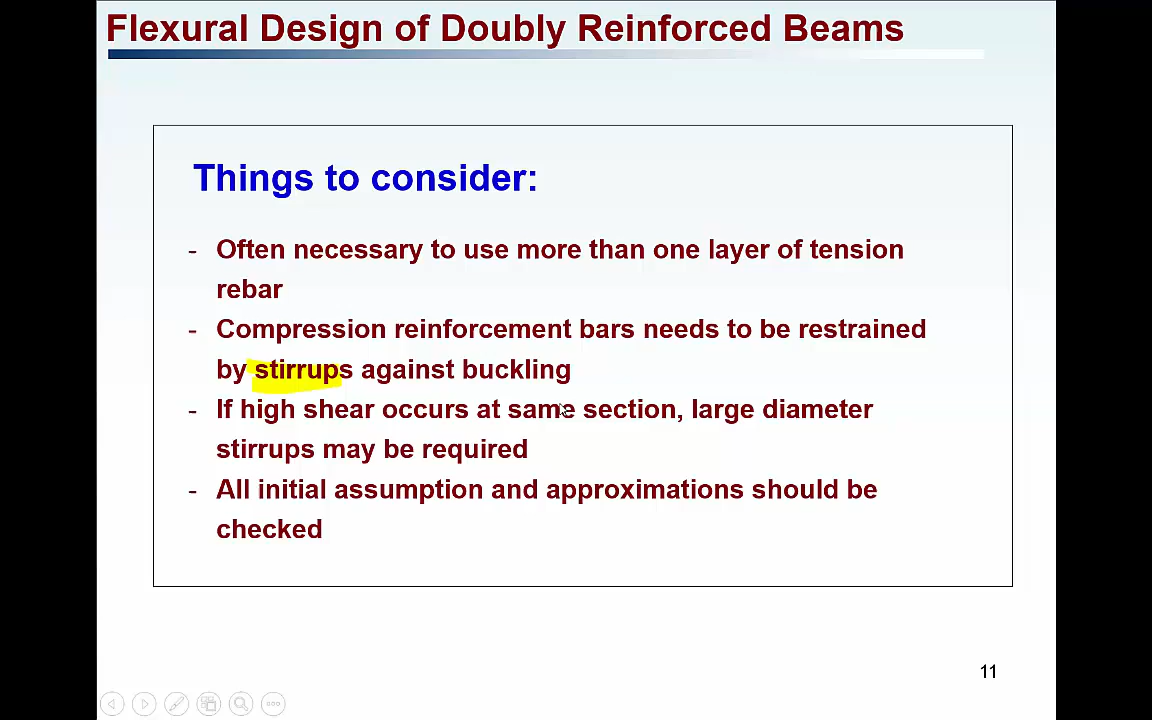 Flexural Design of Doubly Reinforced Beams
Things to consider:
- Often necessary to use more than one layer of tension
rebar
- Compression reinforcement bars needs to be restrained
by stirrups against buckling
- If high shear occurs at same section, large diameter
stirrups may be required
- All initial assumption and approximations should be
checked
11